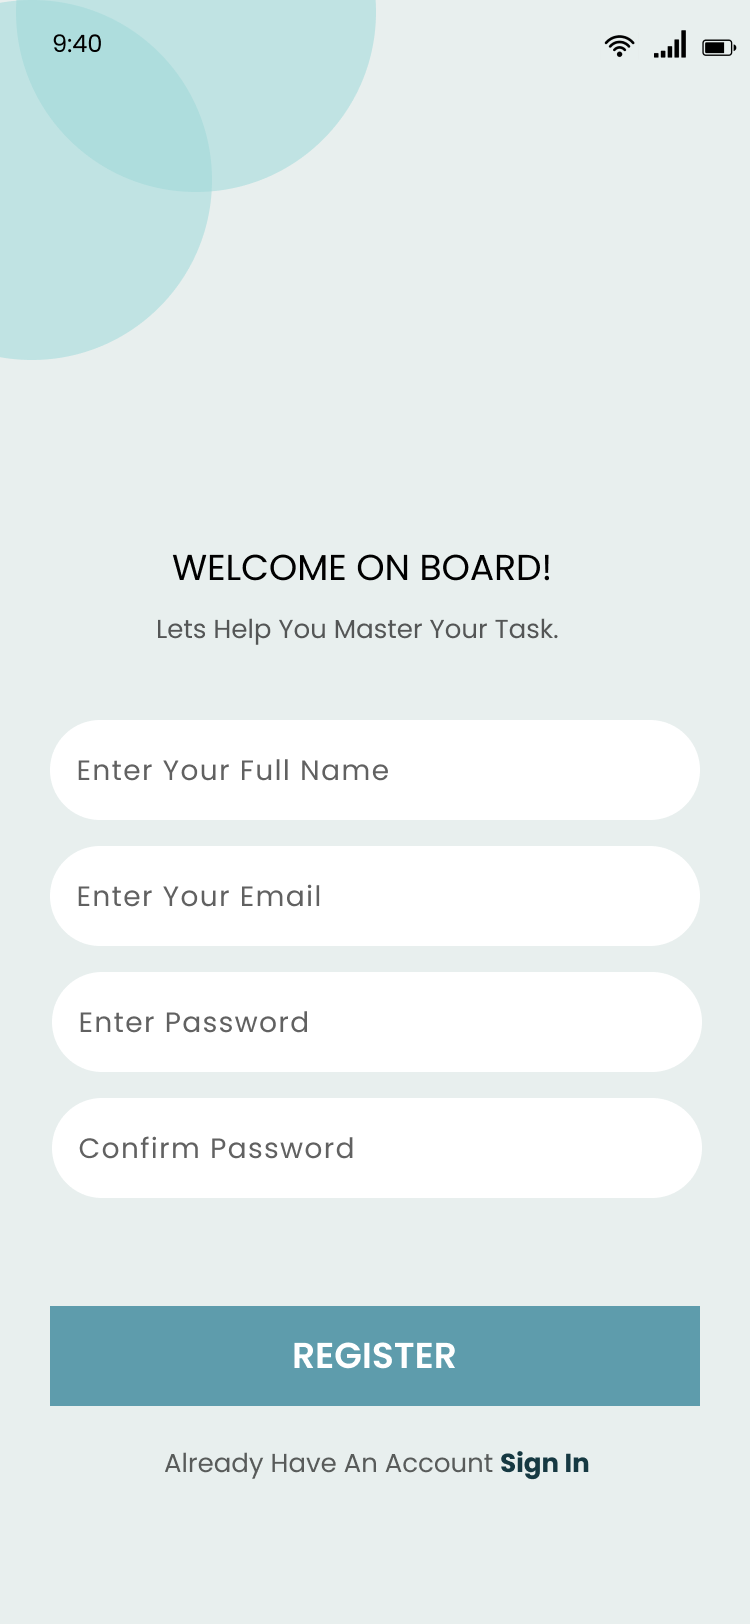 9:40
WELCOME ON BOARD!
Lets Help You Master Your Task.
Enter Your Full Name
Enter Your Email
Enter Password
Confirm Password
REGISTER
Already Have An Account Sign In